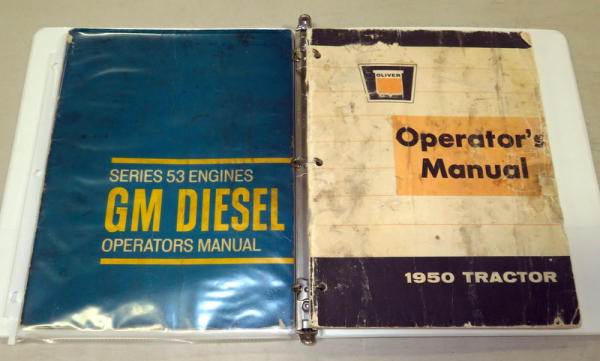 SERIES 53 ENGINES
GM DIESEL
OPERATORS MANUAL
OLIVER
Operator's
Manual
1950 TRACTOR